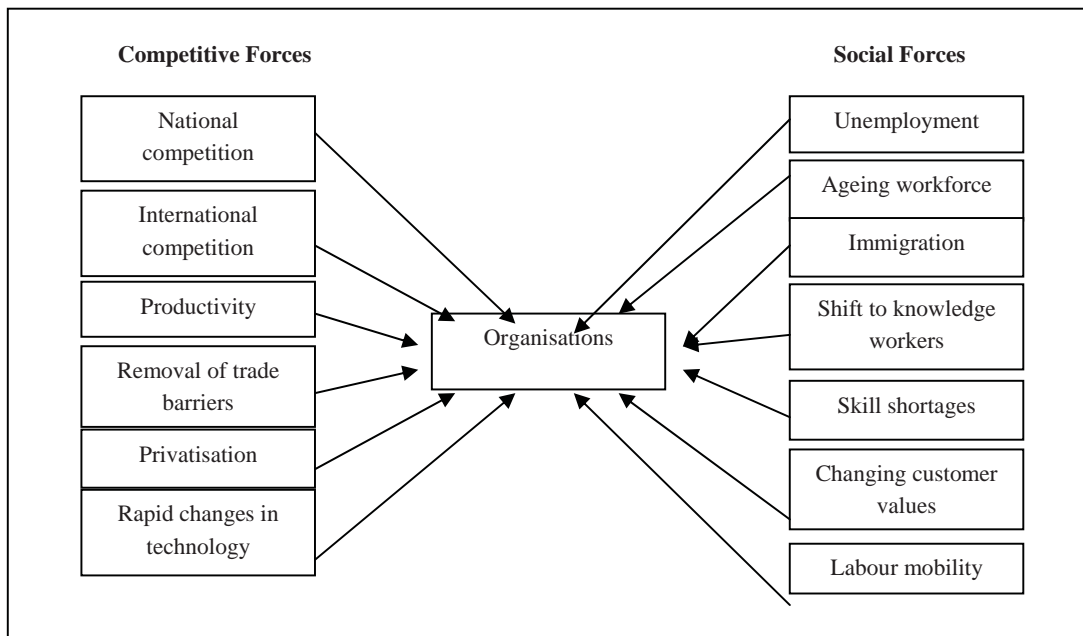 Competitive Forces
National
competition
International
competition
Productivity
Removal of trade
barriers
Privatisation
Rapid changes in
technology
Organisations
Social Forces
Unemployment
Ageing workforce
Immigration
Shift to knowledge
workers
Skill shortages
Changing customer
values
Labour mobility